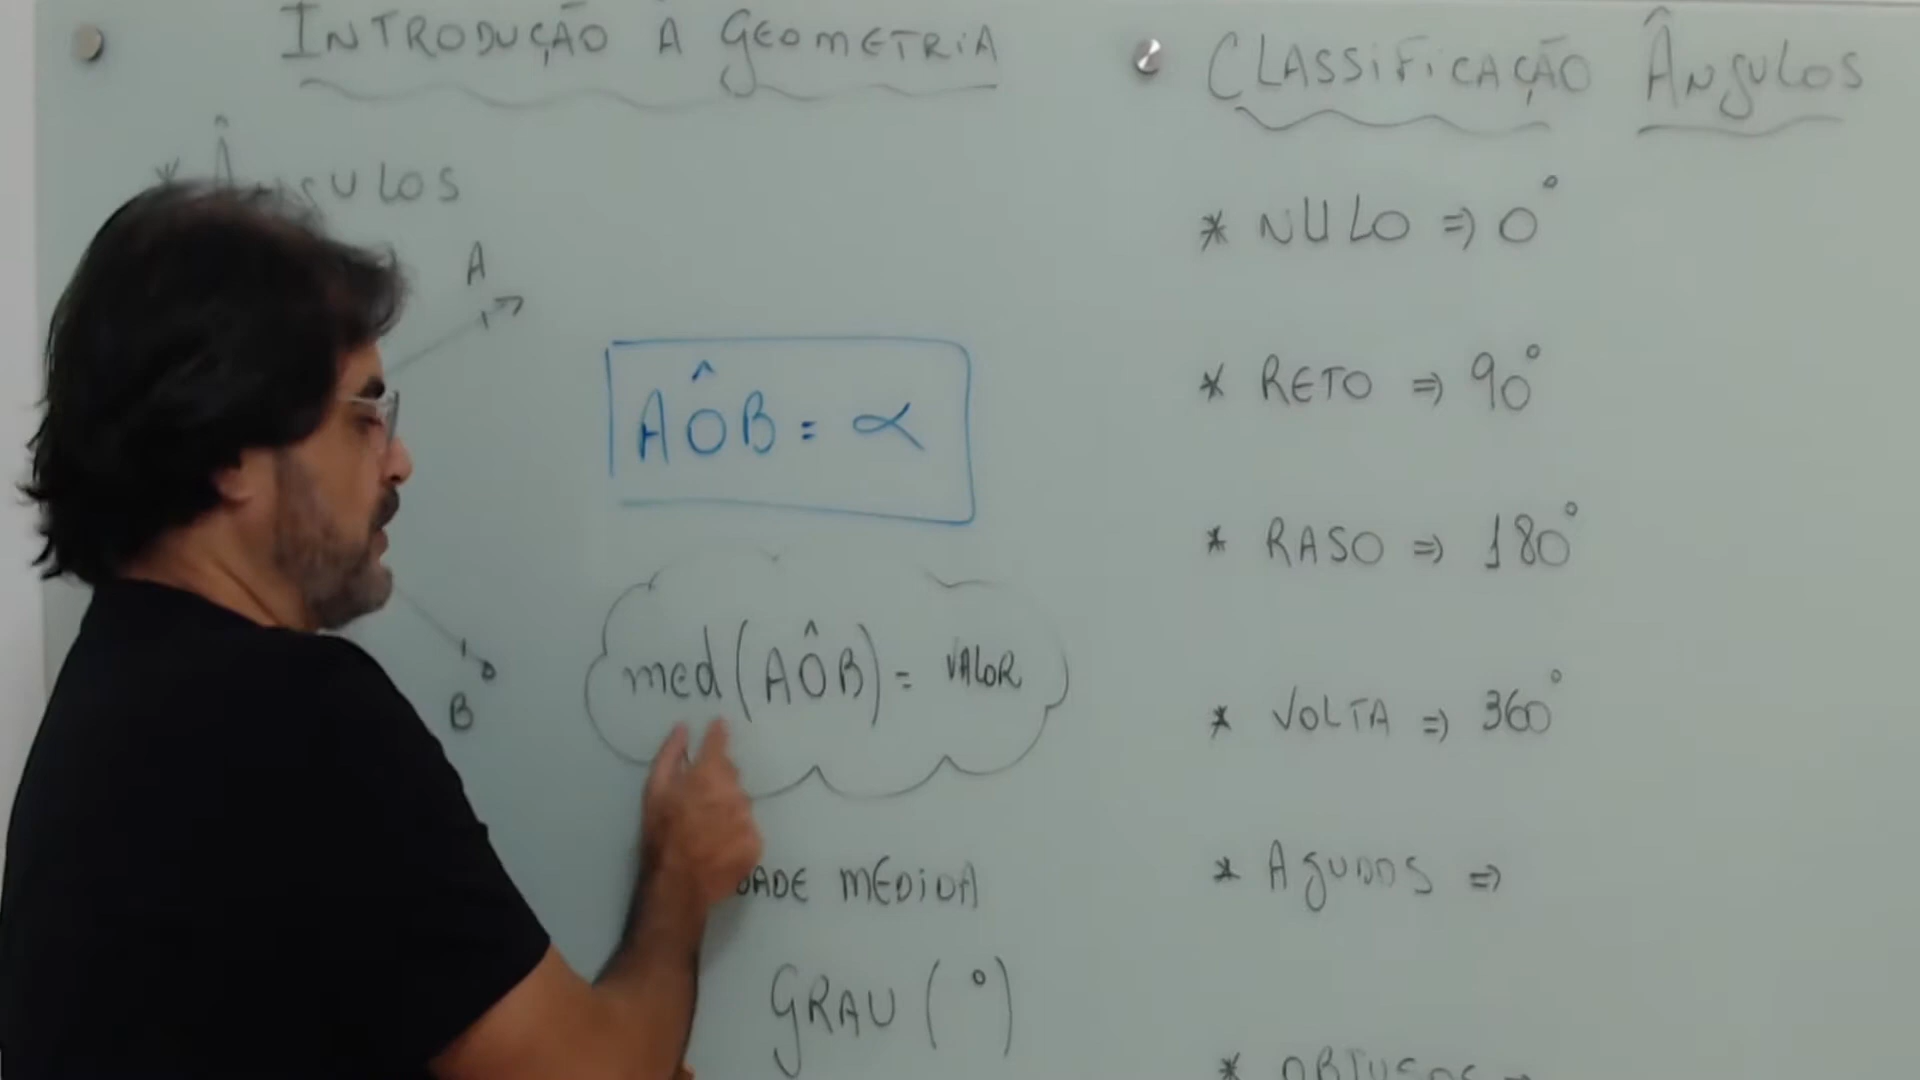 INTRODUÇÃO À GEOMETRIA
* ÂNGULOS
A
AÔB = α
med(AÔB) = VALOR
B
MEDIDA
GRAU (°)
CLASSIFICAÇÃO ÂNGULOS
* NULO => 0°
* RETO => 90°
* RASO => 180°
* VOLTA => 360°
* AGUDOS =>
* OBTUSOS =>